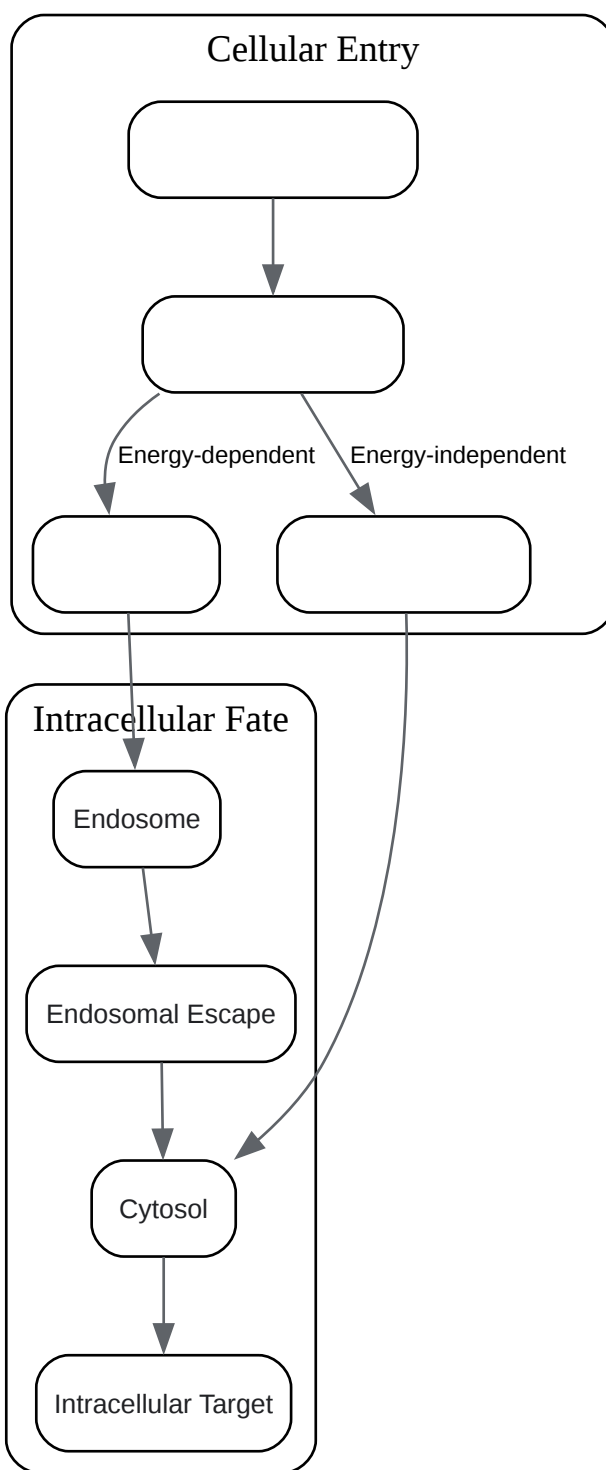 Cellular Entry
Energy-dependent
Energy-independent
Intracellular Fate
Endosome
Endosomal Escape
Cytosol
Intracellular Target